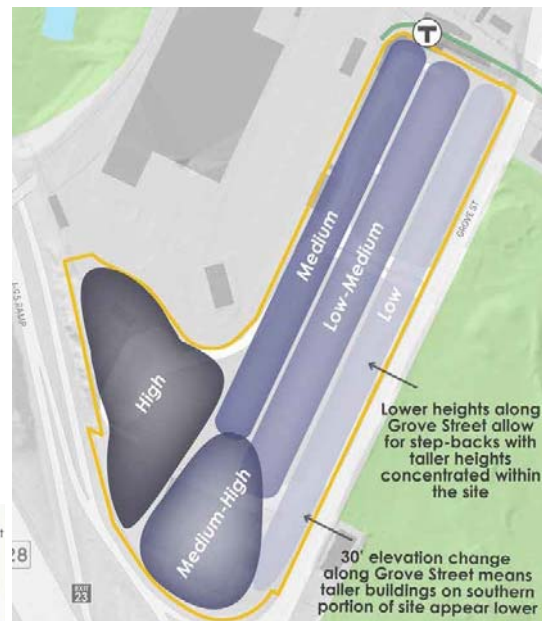 T
GROVE ST
Medium
Low-Medium
Low
I-95 RAMP
High
Medium-High
Lower heights along
Grove Street allow
for step-backs with
taller heights
concentrated within
the site
30' elevation change
along Grove Street means
taller buildings on southern
portion of site appear lower
28
EXIT
23